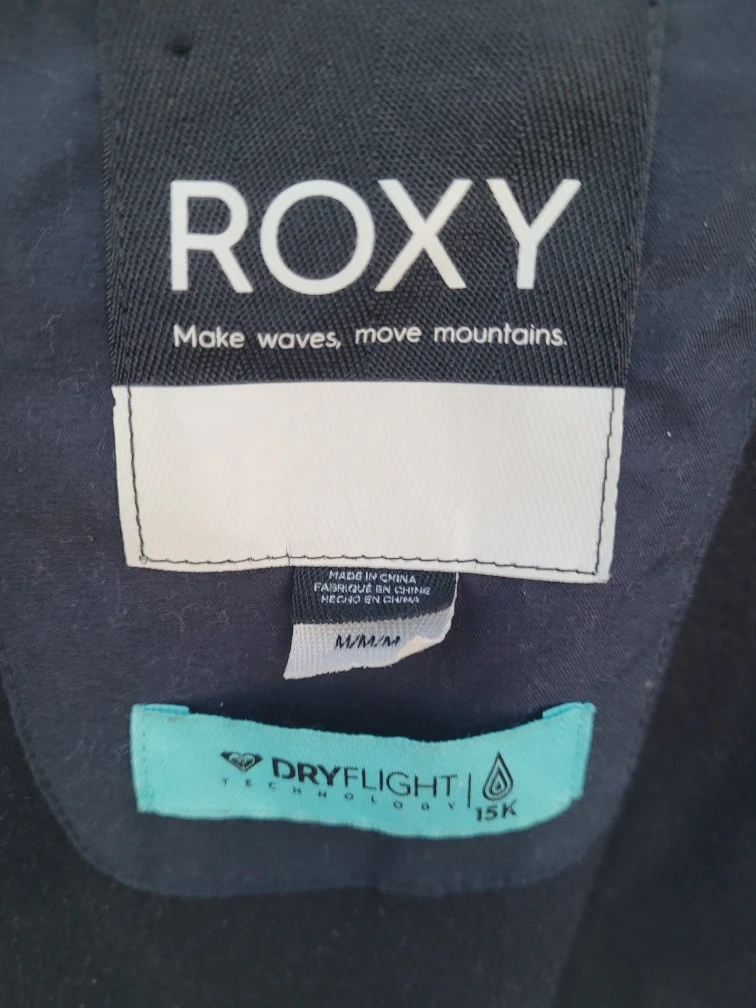 ROXY
Make waves, move mountains.
MADE IN CHINA
FABRIQUÉ EN CHINE
HECHO EN CHINA
M/M/M
DRYFLIGHT
TECHNOLOGY
15K